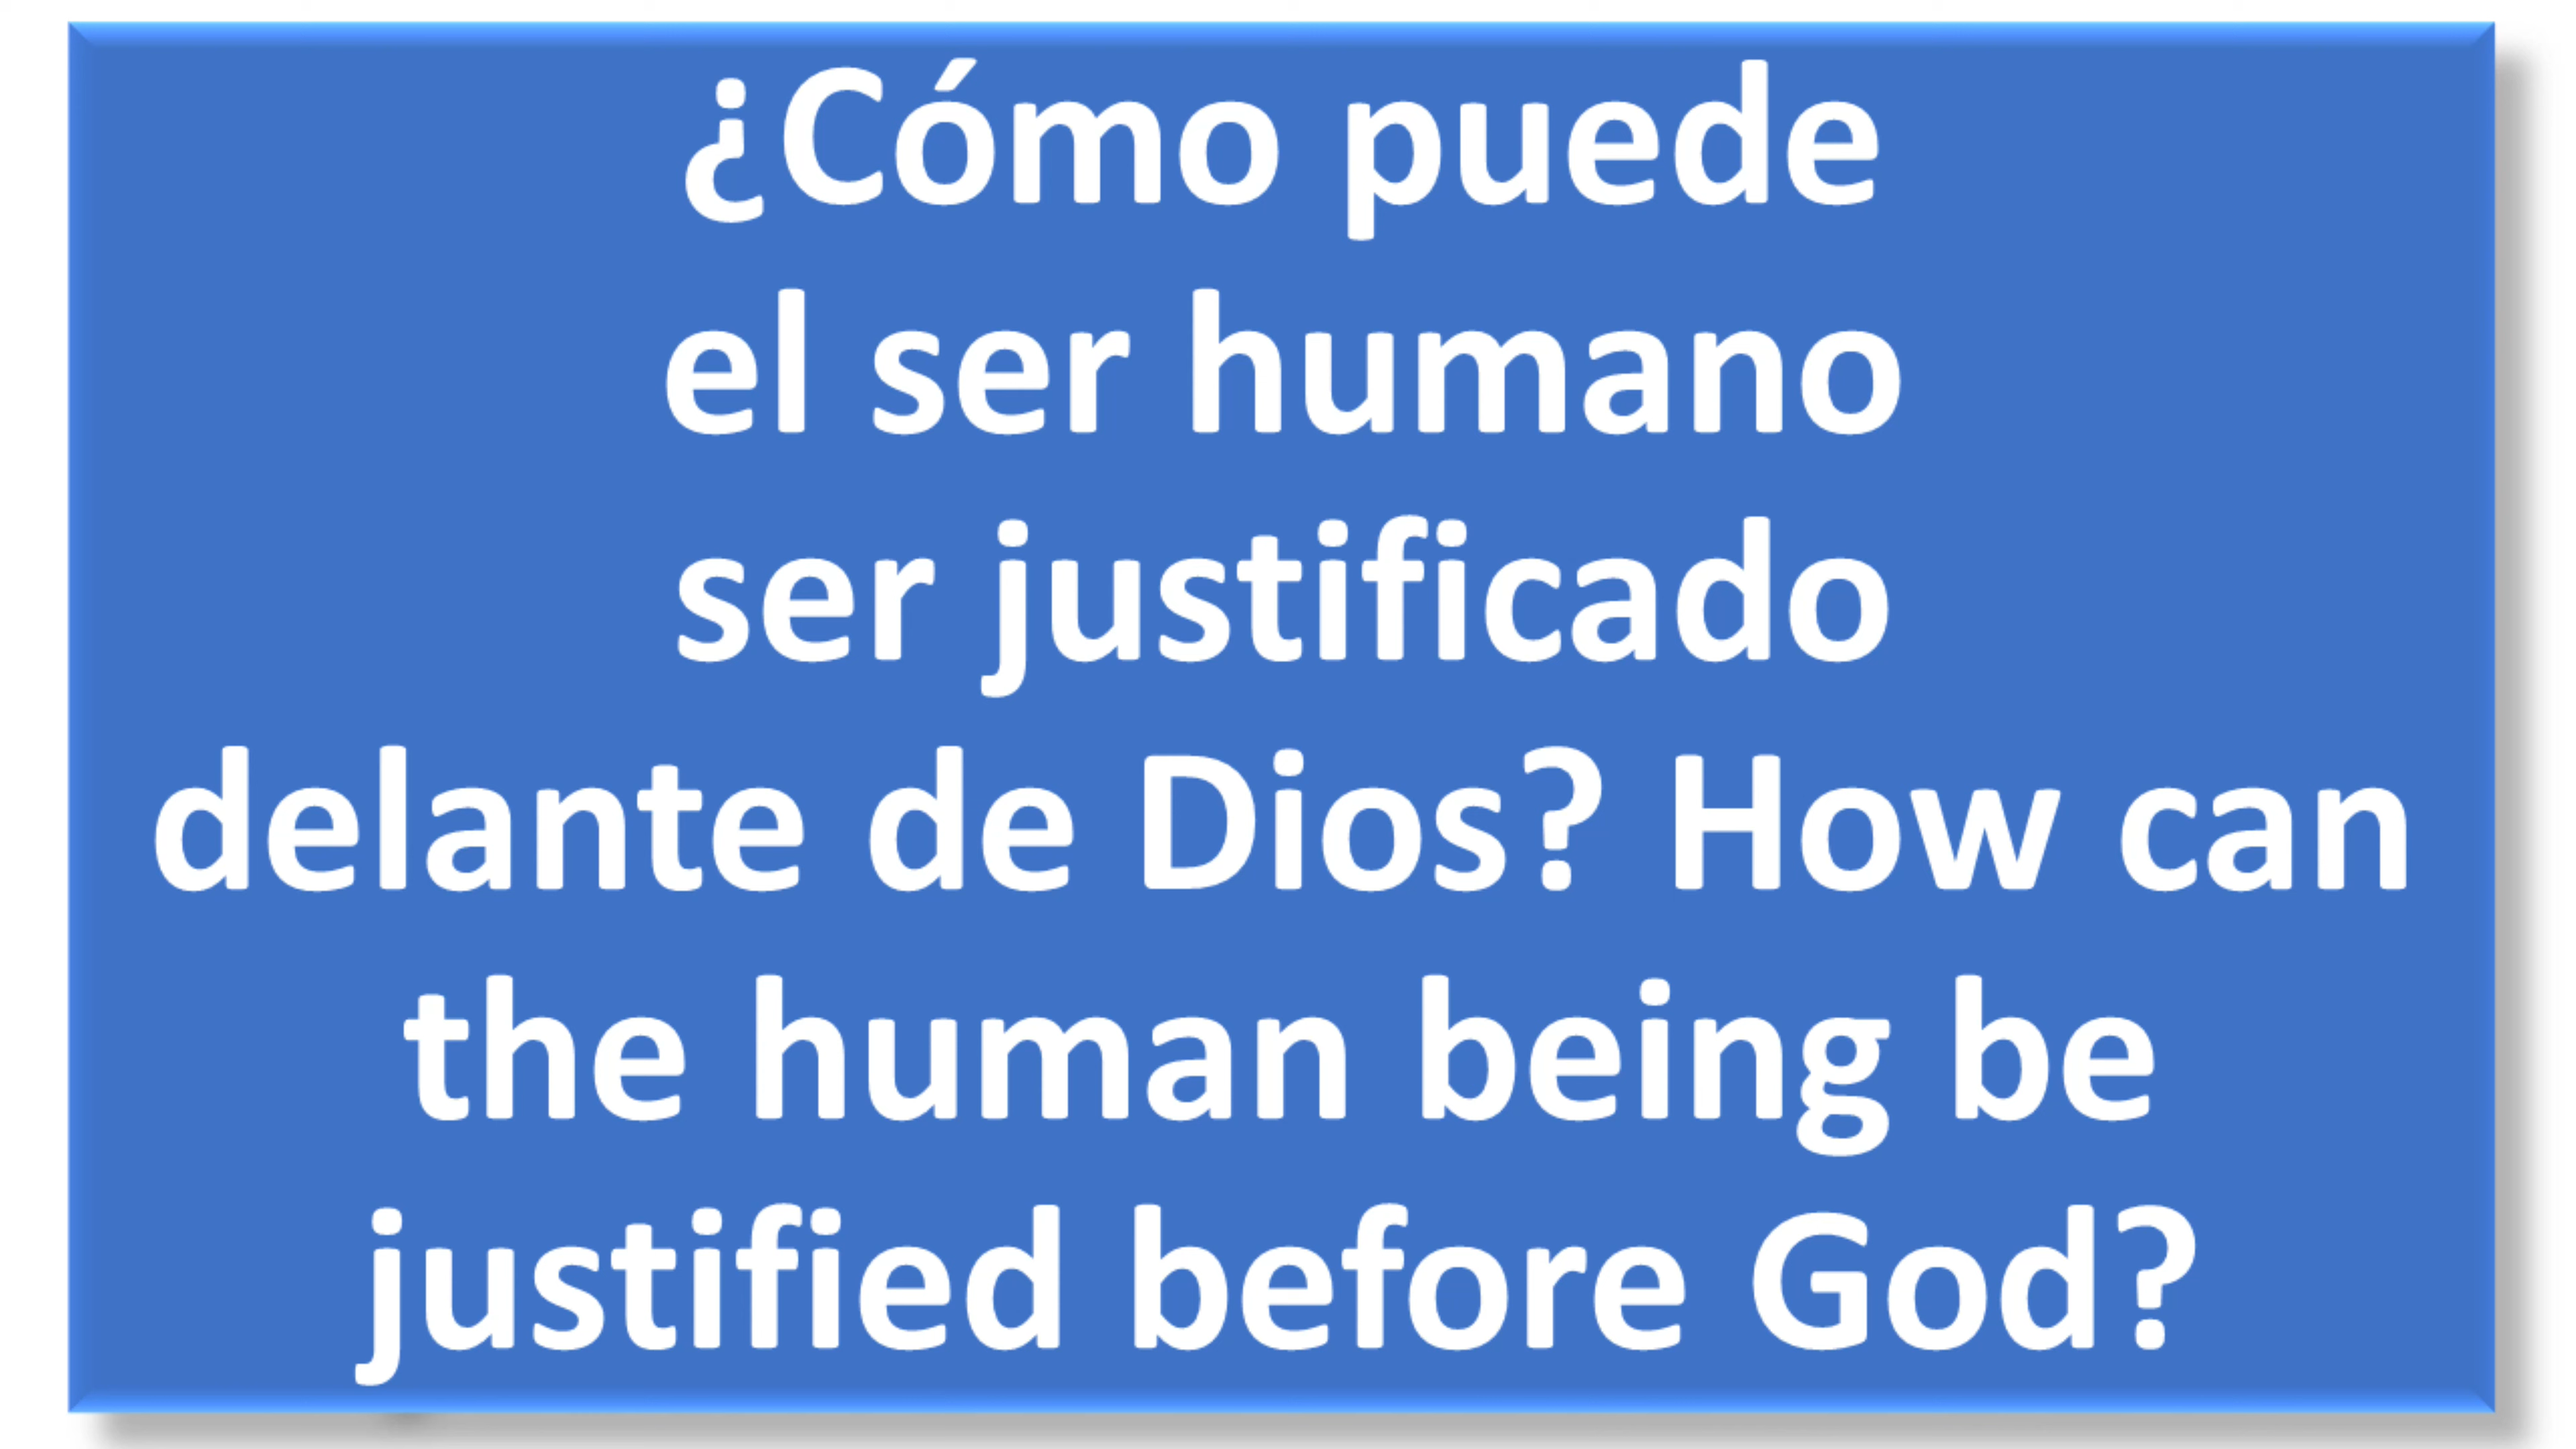 ¿Cómo puede
el ser humano
ser justificado
delante de Dios? How can
the human being be
justified before God?